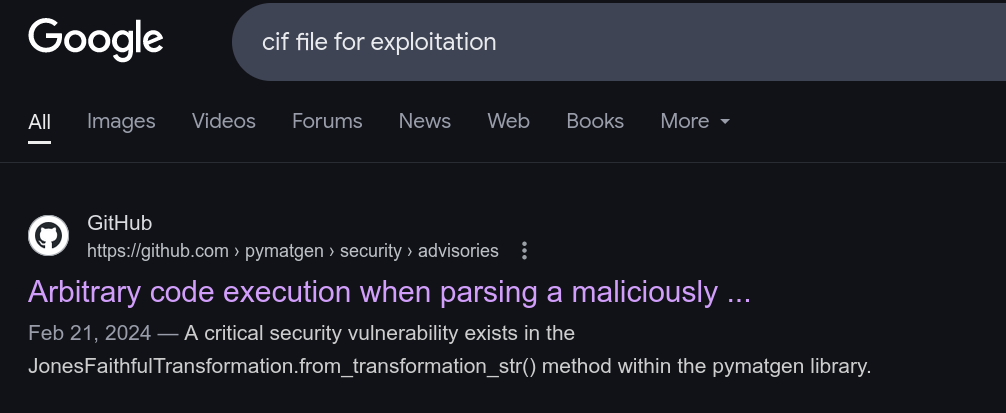 Google
cif file for exploitation
All Images Videos Forums News Web Books More
GitHub
https://github.com › pymatgen › security › advisories
Arbitrary code execution when parsing a maliciously ...
Feb 21, 2024 — A critical security vulnerability exists in the
JonesFaithfulTransformation.from_transformation_str() method within the pymatgen library.